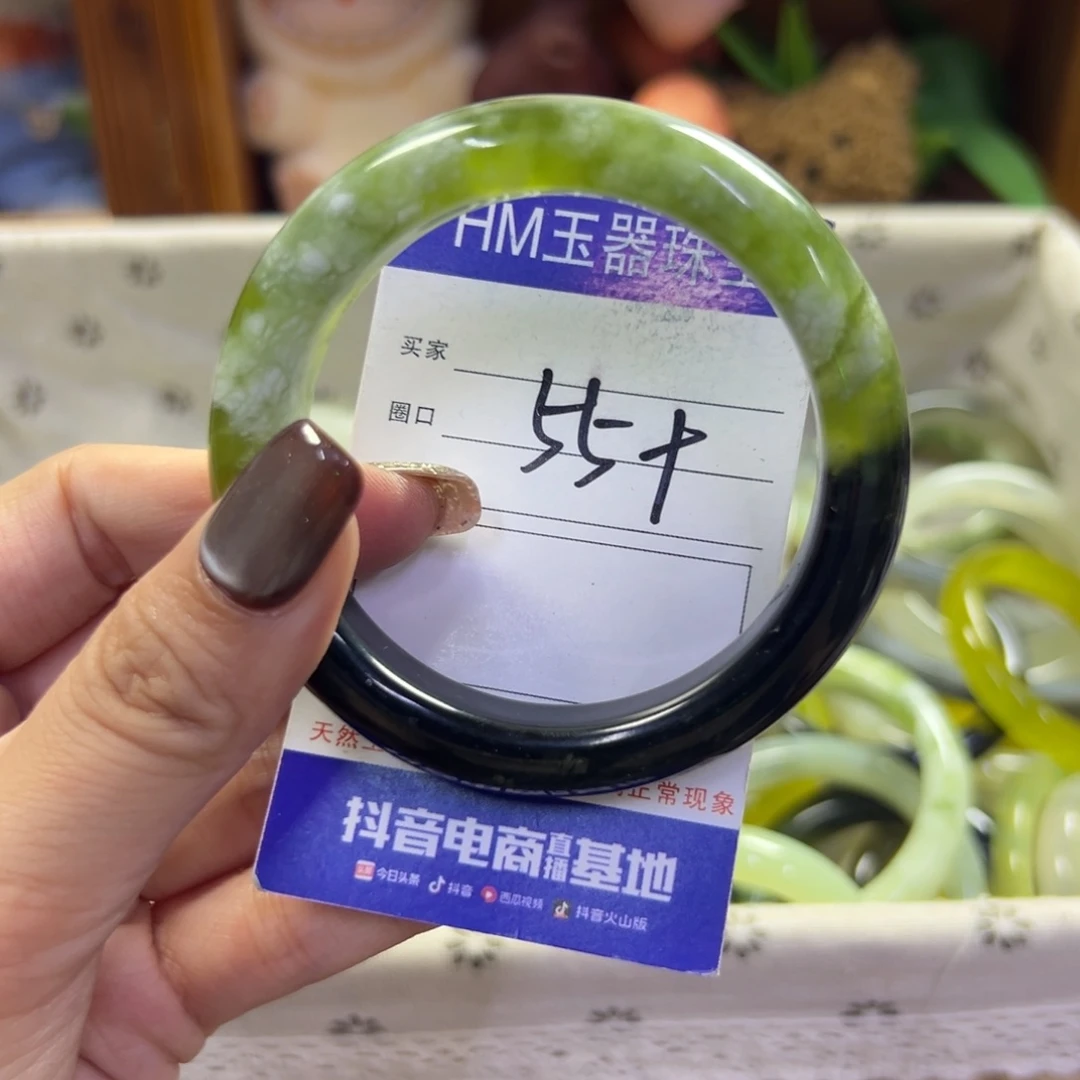 HM玉器珠宝
买家
圈口
55+
天然
正常现象
抖音电商直播基地
今日头条 抖音 西瓜视频 抖音火山版